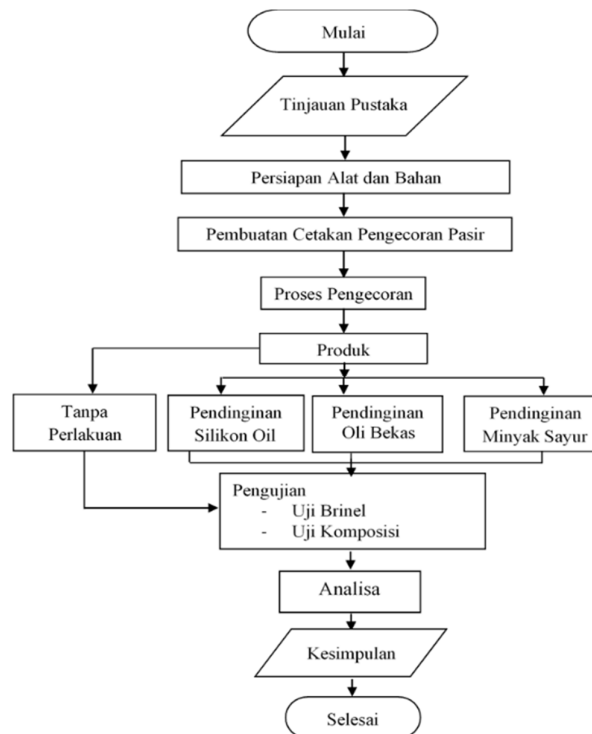 Mulai
Tinjauan Pustaka
Persiapan Alat dan Bahan
Pembuatan Cetakan Pengecoran Pasir
Proses Pengecoran
Produk
Tanpa
Perlakuan
Pendinginan
Silikon Oil
Pendinginan
Oli Bekas
Pendinginan
Minyak Sayur
Pengujian
- Uji Brinel
- Uji Komposisi
Analisa
Kesimpulan
Selesai